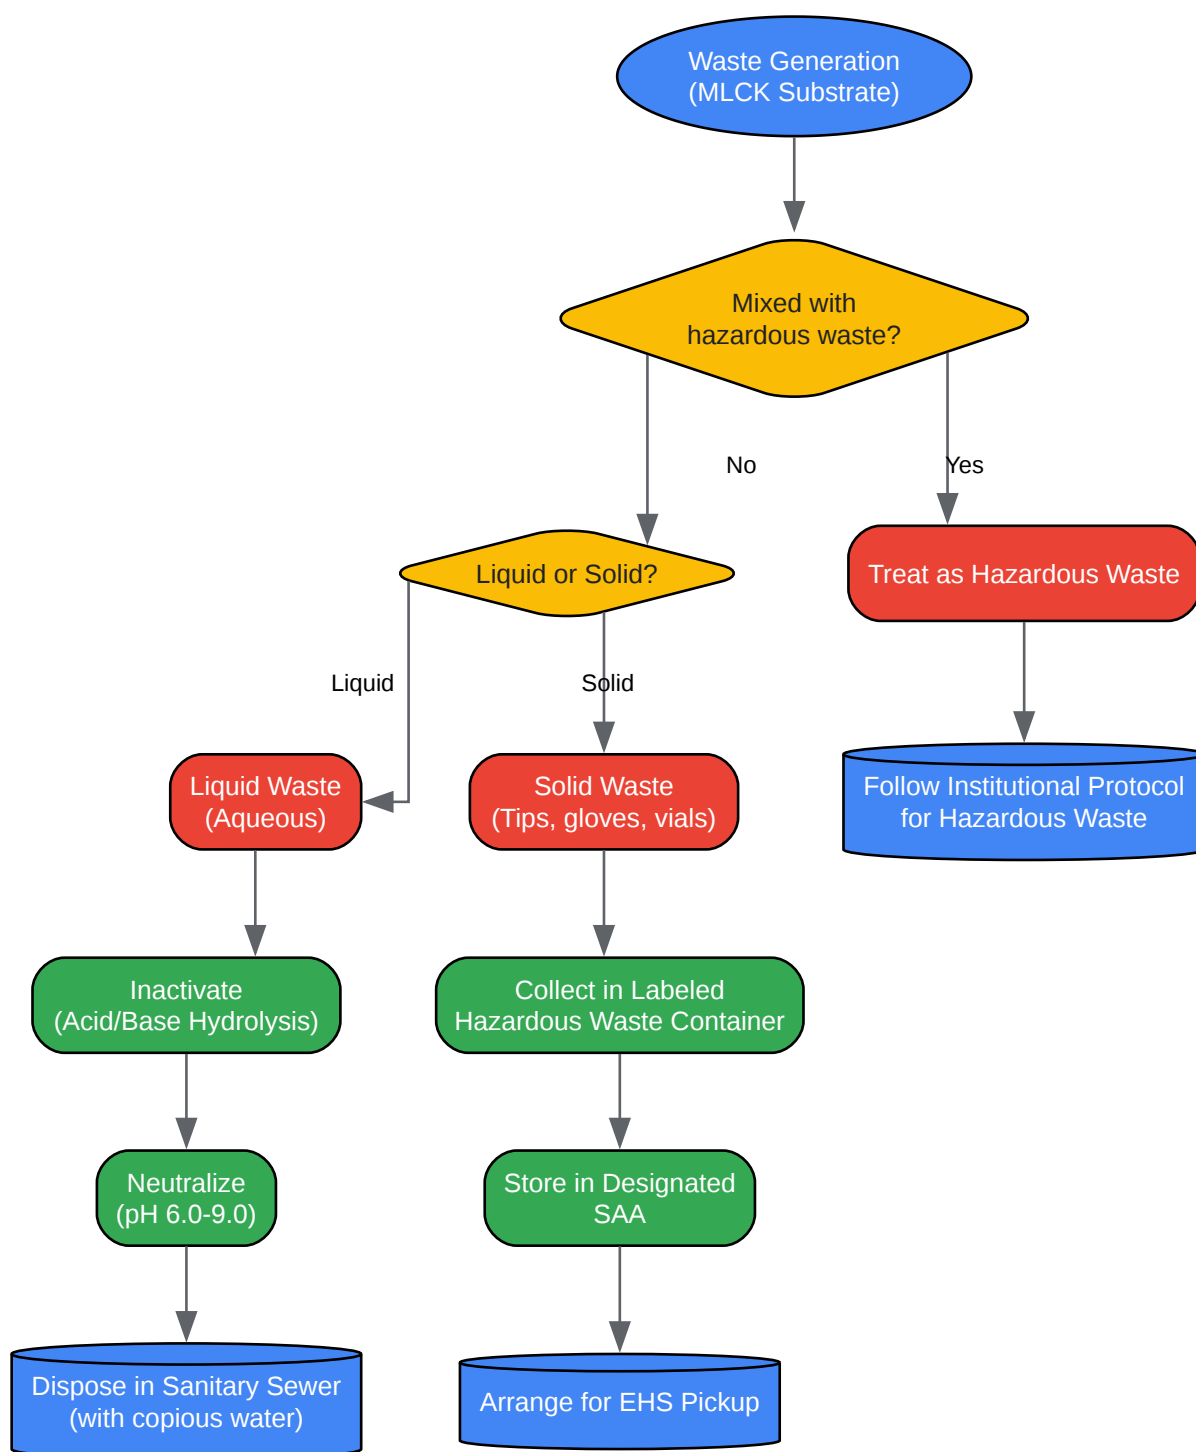 Waste Generation
(MLCK Substrate)
Mixed with
hazardous waste?
No
Yes
Liquid or Solid?
Treat as Hazardous Waste
Liquid
Solid
Liquid Waste
(Aqueous)
Solid Waste
(Tips, gloves, vials)
Follow Institutional Protocol
for Hazardous Waste
Inactivate
(Acid/Base Hydrolysis)
Collect in Labeled
Hazardous Waste Container
Neutralize
(pH 6.0-9.0)
Store in Designated
SAA
Dispose in Sanitary Sewer
(with copious water)
Arrange for EHS Pickup